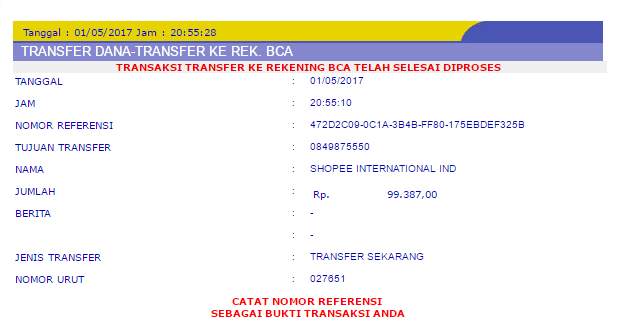 Tanggal : 01/05/2017 Jam : 20:55:28
TRANSFER DANA-TRANSFER KE REK. BCA
TRANSAKSI TRANSFER KE REKENING BCA TELAH SELESAI DIPROSES
TANGGAL : 01/05/2017
JAM : 20:55:10
NOMOR REFERENSI : 472D2C09-0C1A-3B4B-FF80-175EBDEF325B
TUJUAN TRANSFER : 0849875550
NAMA : SHOPEE INTERNATIONAL IND
JUMLAH : Rp. 99.387,00
BERITA : -
: -
JENIS TRANSFER : TRANSFER SEKARANG
NOMOR URUT : 027651
CATAT NOMOR REFERENSI
SEBAGAI BUKTI TRANSAKSI ANDA